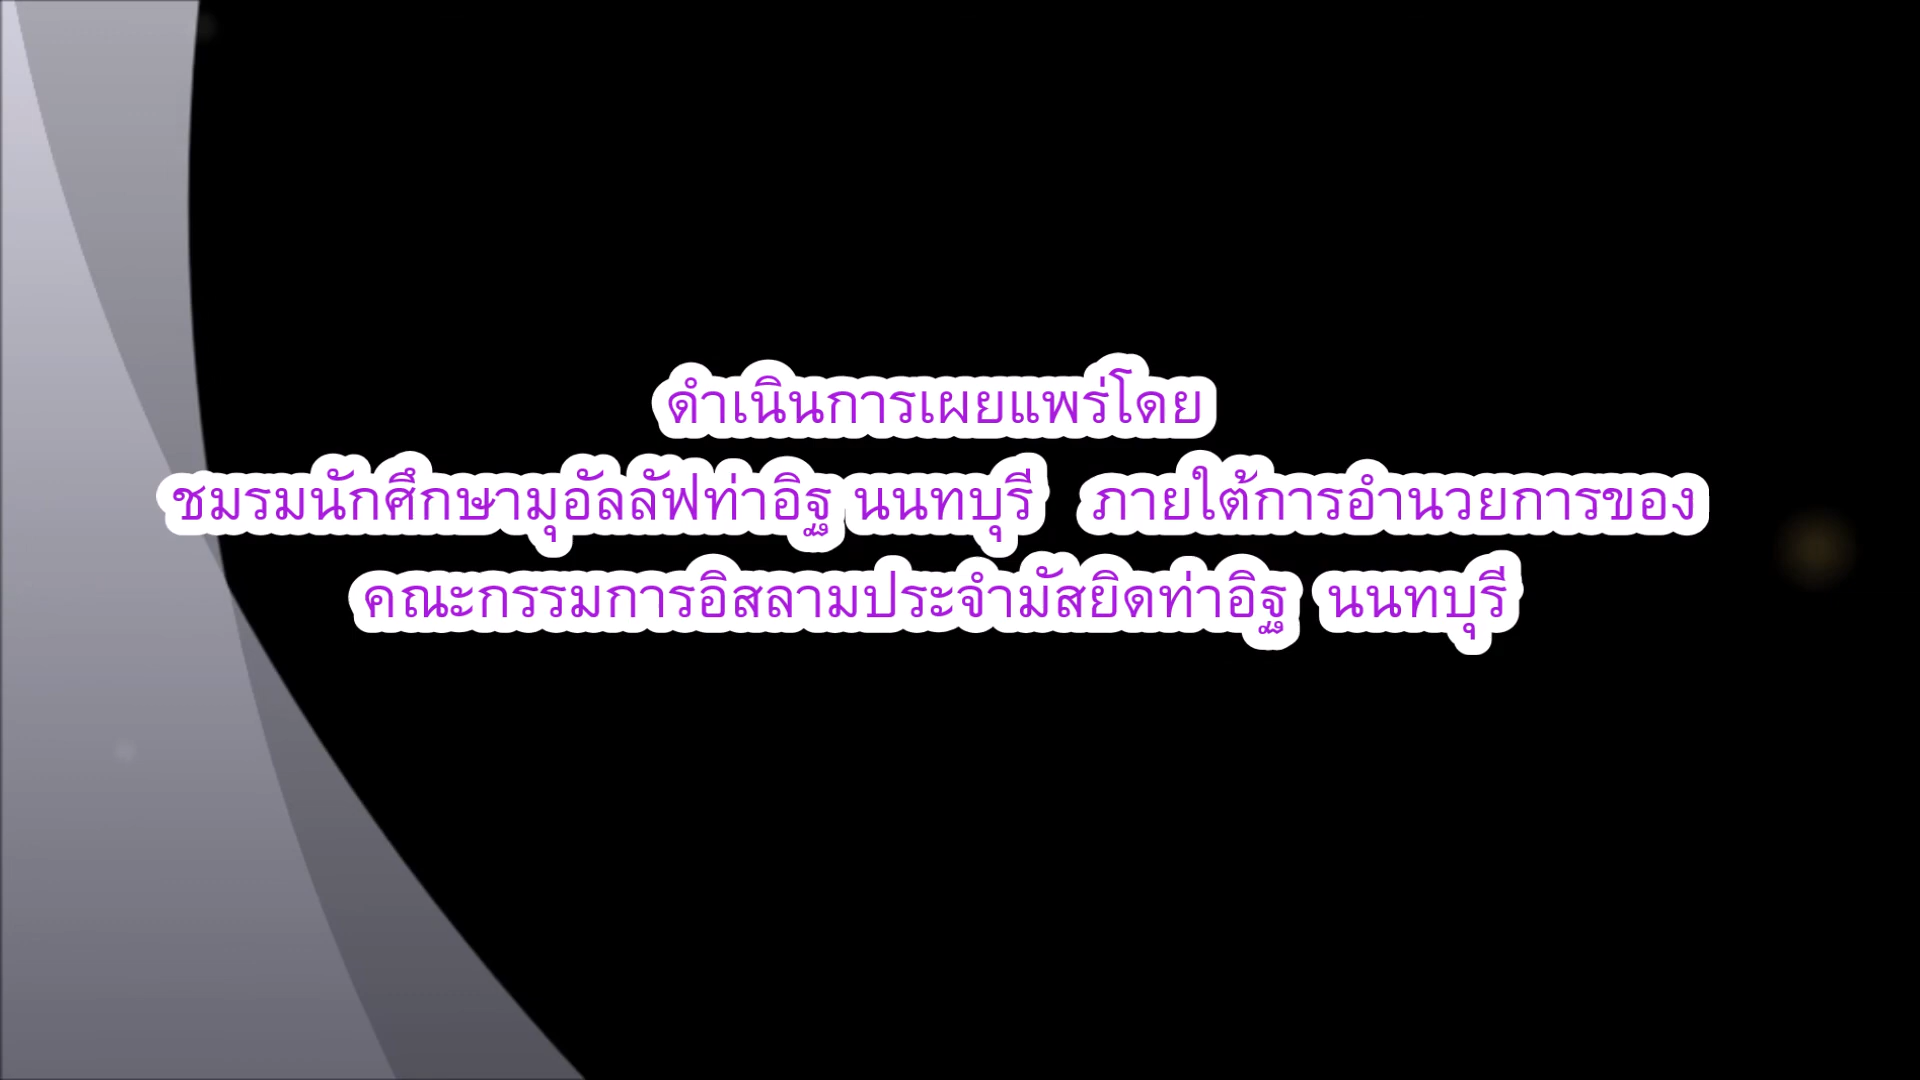 ดำเนินการเผยแพร่โดย
ชมรมนักศึกษามุอัลลัฟท่าอิฐ นนทบุรี ภายใต้การอำนวยการของ
คณะกรรมการอิสลามประจำมัสยิดท่าอิฐ นนทบุรี